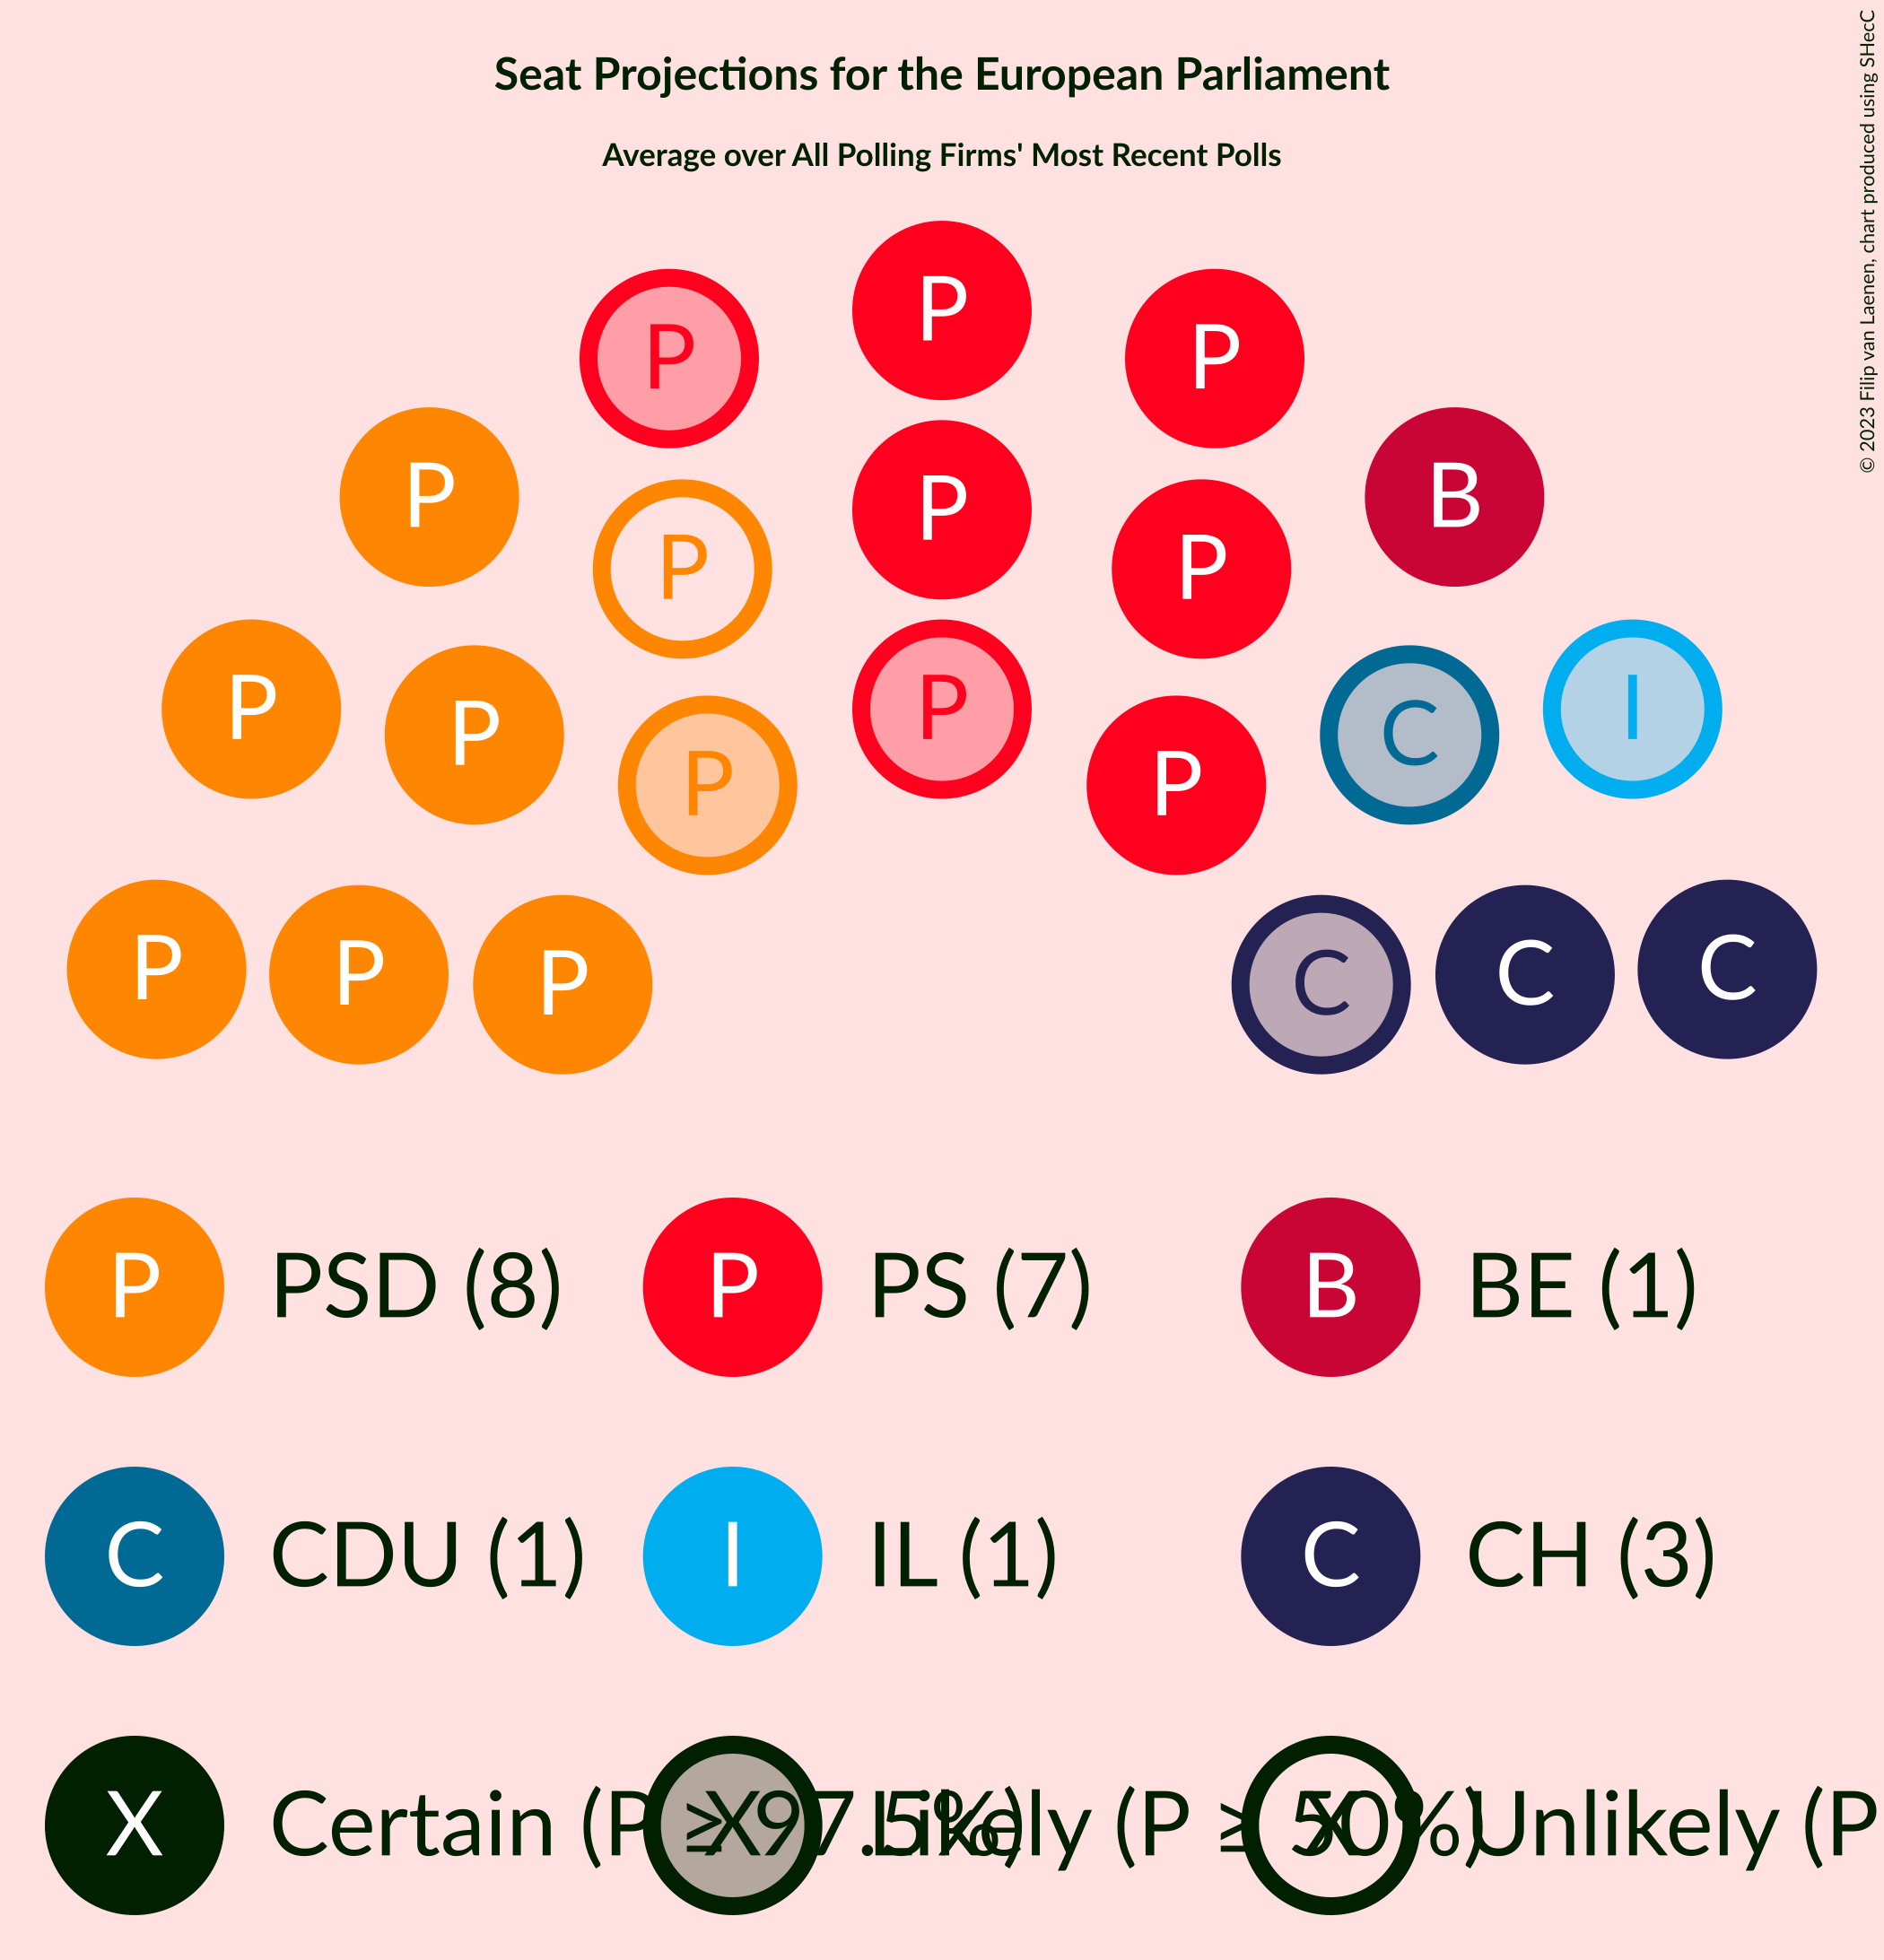 Seat Projections for the European Parliament
Average over All Polling Firms' Most Recent Polls
© 2023 Filip van Laenen, chart produced using SHecC
P
P P
P B
P
P P
P P
P C I
P P
P P
C C C
P P P
P PSD (8) P PS (7) B BE (1)
C CDU (1) I IL (1) C CH (3)
X Certain (P ≥ 97.5%) X Likely (P ≥ 50%) X Unlikely (P